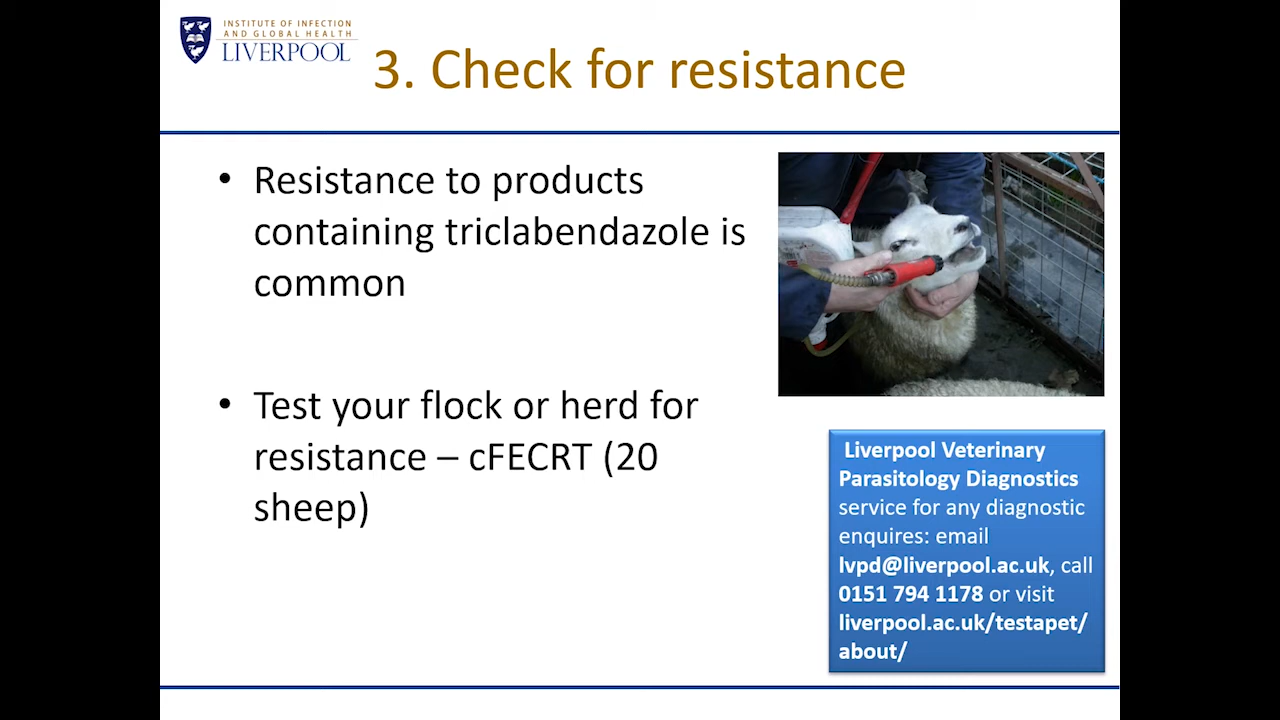 INSTITUTE OF INFECTION
AND GLOBAL HEALTH
LIVERPOOL
3. Check for resistance
• Resistance to products
containing triclabendazole is
common
• Test your flock or herd for
resistance – cFECRT (20
sheep)
Liverpool Veterinary
Parasitology Diagnostics
service for any diagnostic
enquires: email
lvpd@liverpool.ac.uk, call
0151 794 1178 or visit
liverpool.ac.uk/testapet/
about/